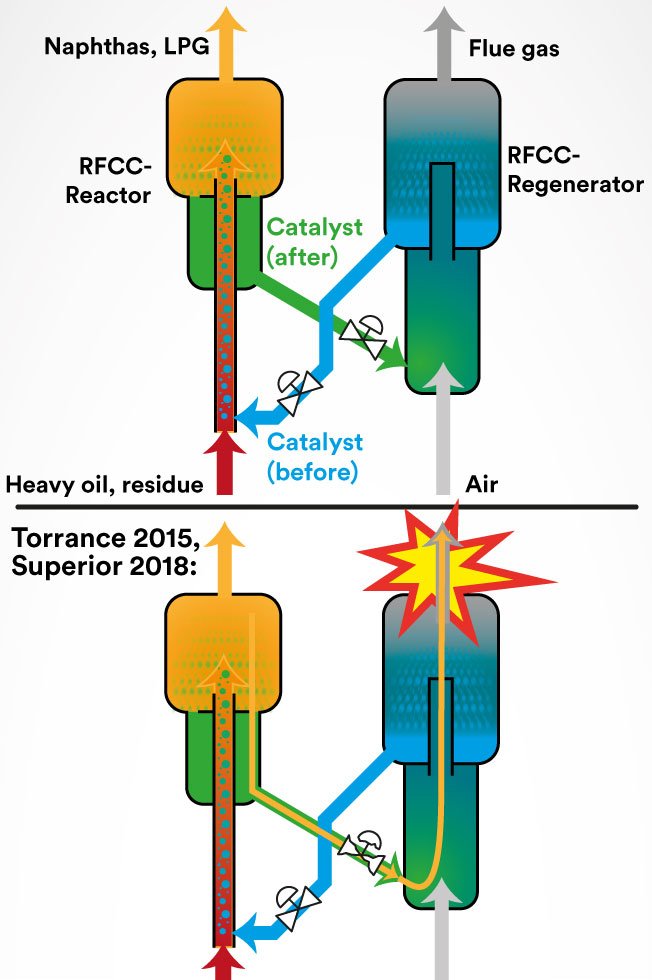 Naphthas, LPG
Flue gas
RFCC-
Reactor
RFCC-
Regenerator
Catalyst
(after)
Catalyst
(before)
Heavy oil, residue
Air
Torrance 2015,
Superior 2018: